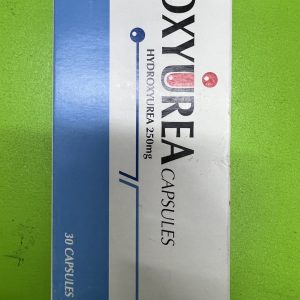 OXYUREA
CAPSULES
HYDROXYUREA 250mg
30 CAPSULES